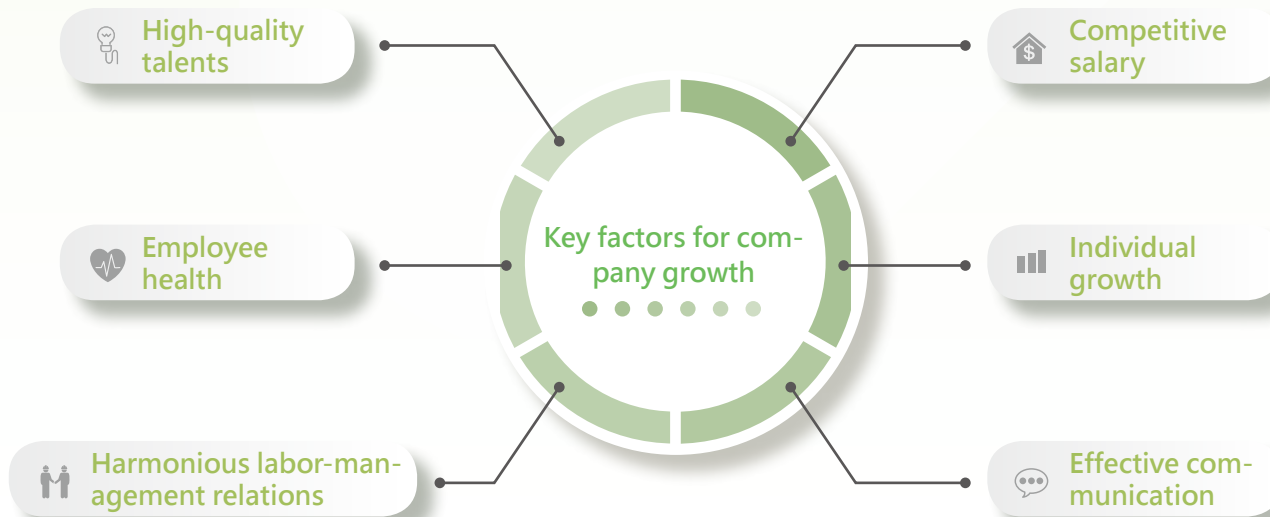 High-quality
talents
Competitive
salary
Key factors for com-
pany growth
Employee
health
Individual
growth
Harmonious labor-man-
agement relations
Effective com-
munication